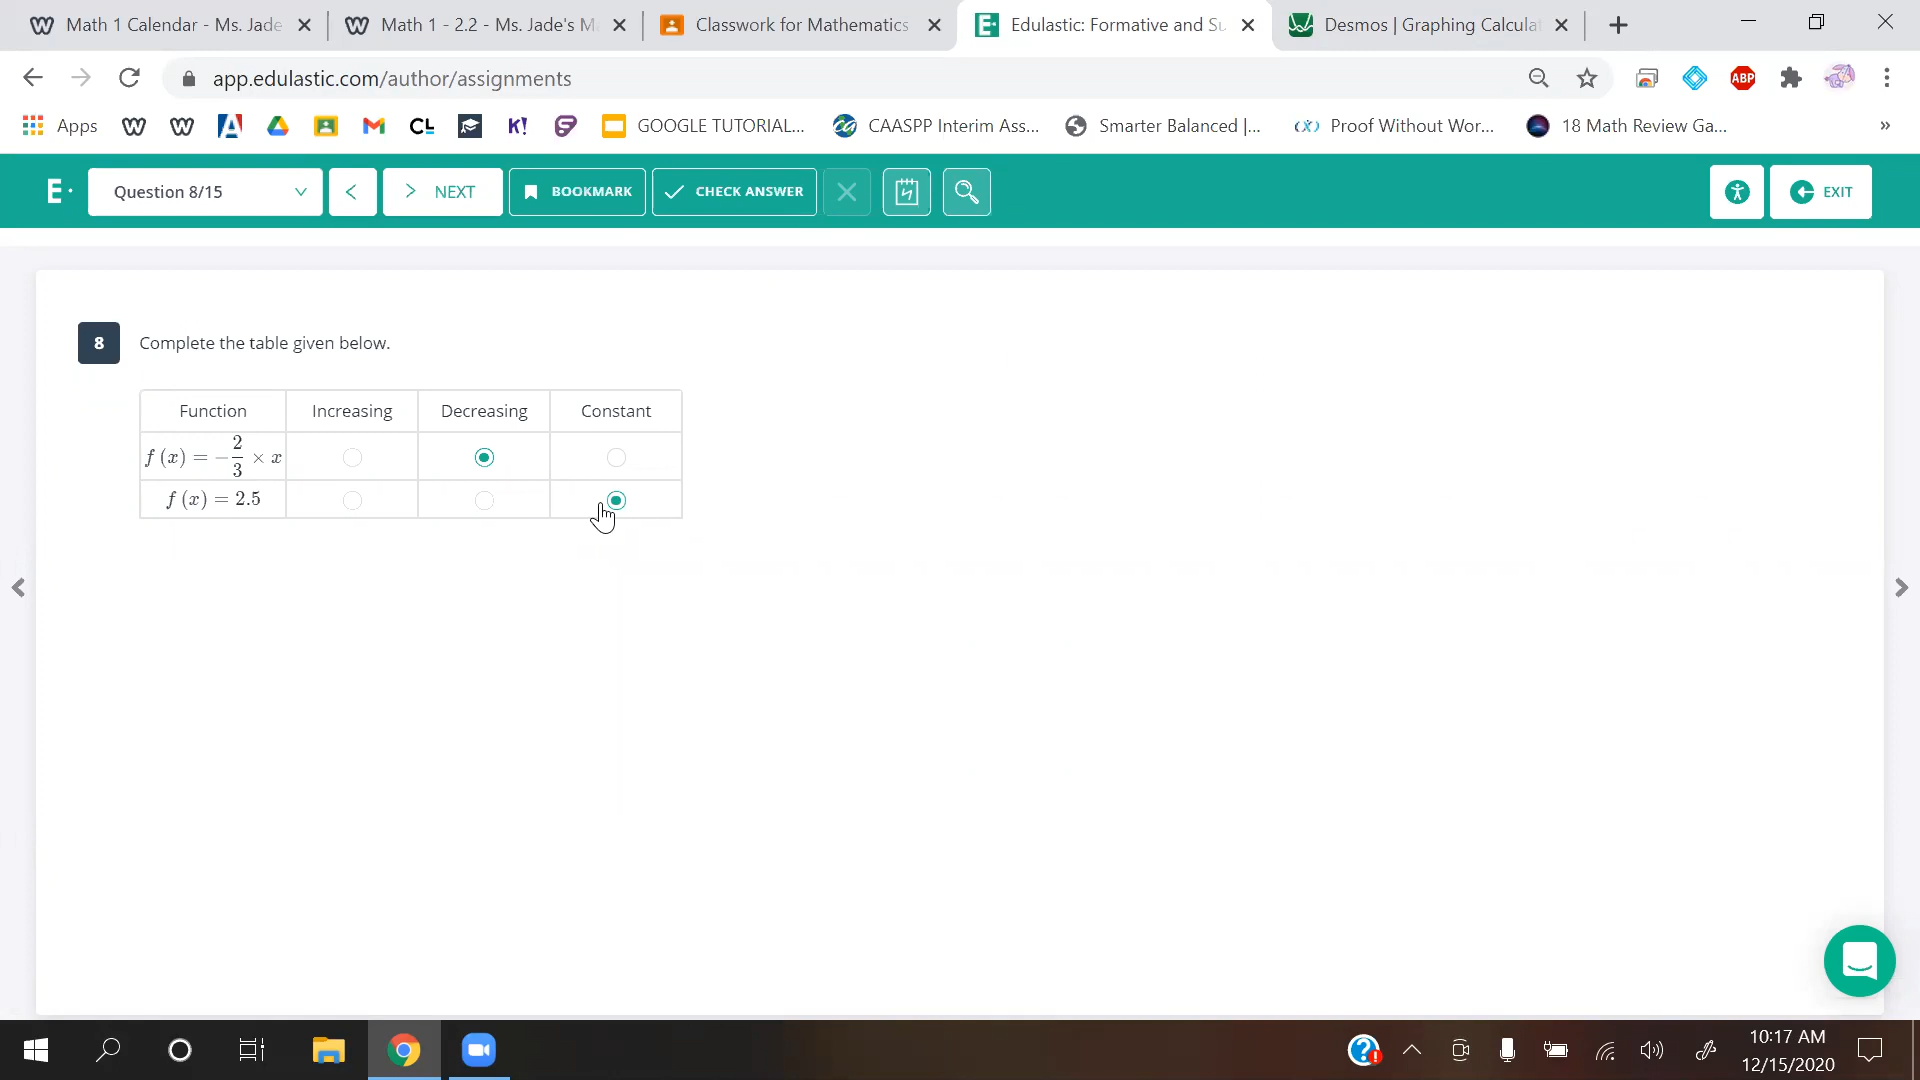 Math 1 Calendar - Ms. Jade
Math 1 - 2.2 - Ms. Jade's M
Classwork for Mathematics
Edulastic: Formative and Su
Desmos | Graphing Calculat
app.edulastic.com/author/assignments
ABP
Apps
CL
K!
GOOGLE TUTORIAL...
CAASPP Interim Ass...
Smarter Balanced |...
Proof Without Wor...
18 Math Review Ga...
»
E
Question 8/15
< > NEXT
BOOKMARK
CHECK ANSWER
EXIT
8 Complete the table given below.
Function Increasing Decreasing Constant
f (x) = -2/3 × x
f (x) = 2.5
10:17 AM
12/15/2020